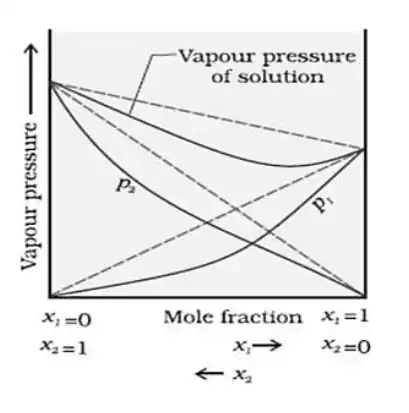 Vapour pressure
of solution
Vapour pressure
p₂
p₁
x₁=0 Mole fraction x₁=1
x₂=1 x₁→ x₂=0
← x₂